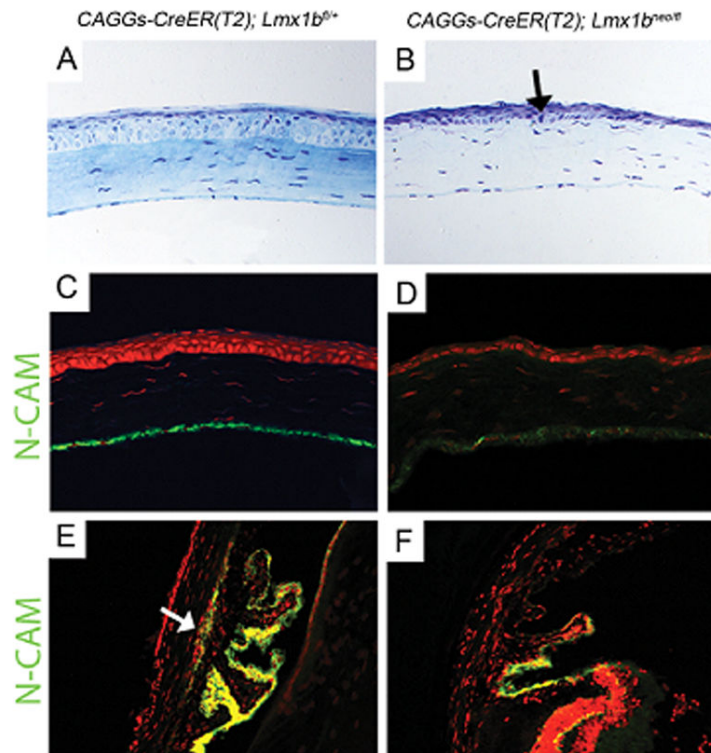 CAGGs-CreER(T2); Lmx1b^fl/+
CAGGs-CreER(T2); Lmx1b^neo/fl
A
B
N-CAM
C
D
N-CAM
E
F